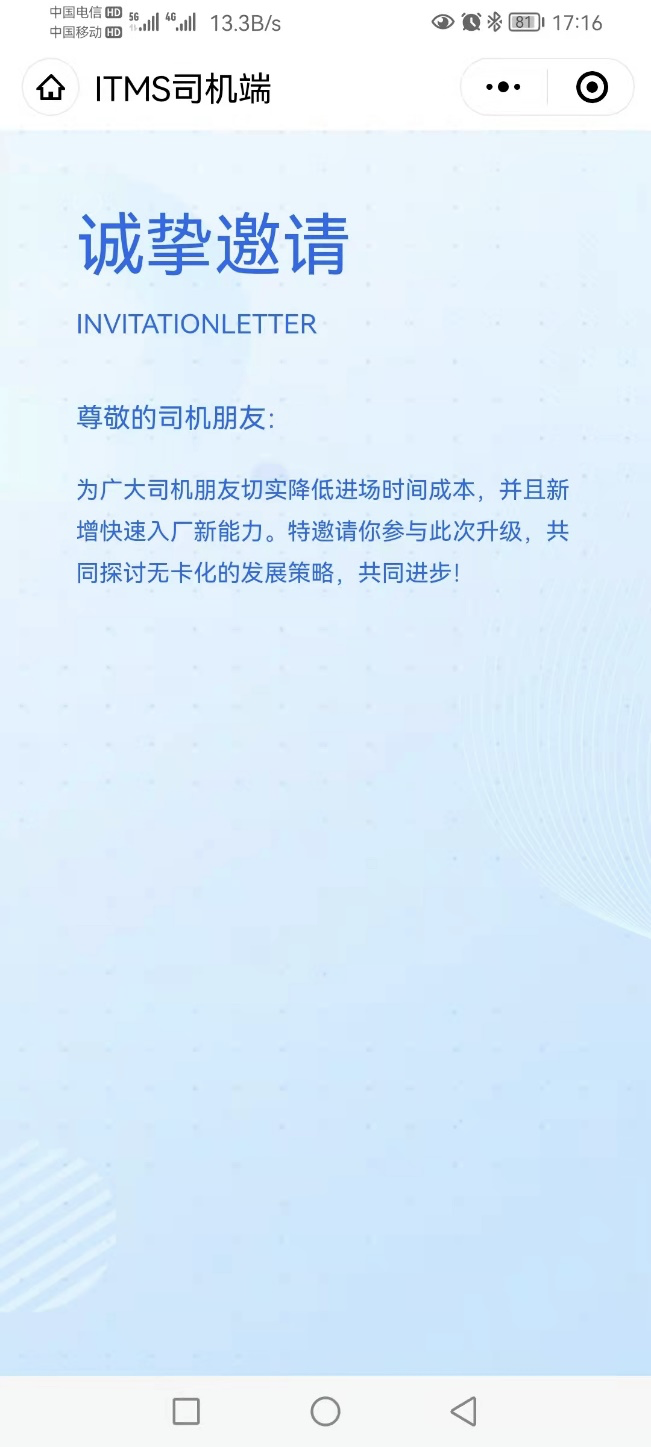 中国电信 HD 5G 4G 13.3B/s 81 17:16
中国移动 HD
ITMS司机端
诚挚邀请
INVITATIONLETTER
尊敬的司机朋友:
为广大司机朋友切实降低进场时间成本，并且新
增快速入厂新能力。特邀请你参与此次升级，共
同探讨无卡化的发展策略，共同进步！